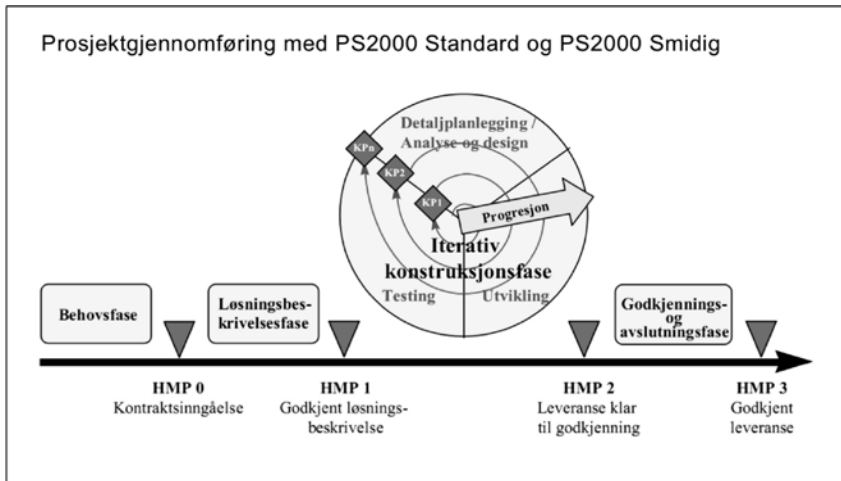 Prosjektgjennomføring med PS2000 Standard og PS2000 Smidig
Detaljplanlegging /
Analyse og design
KPn
KP2
KP1
Progresjon
Iterativ
konstruksjonsfase
Testing
Utvikling
Behovsfase
Løsningsbes-
krivelsesfase
Godkjennings-
og
avslutningsfase
HMP 0
Kontraktsinngåelse
HMP 1
Godkjent løsnings-
beskrivelse
HMP 2
Leveranse klar
til godkjenning
HMP 3
Godkjent
leveranse